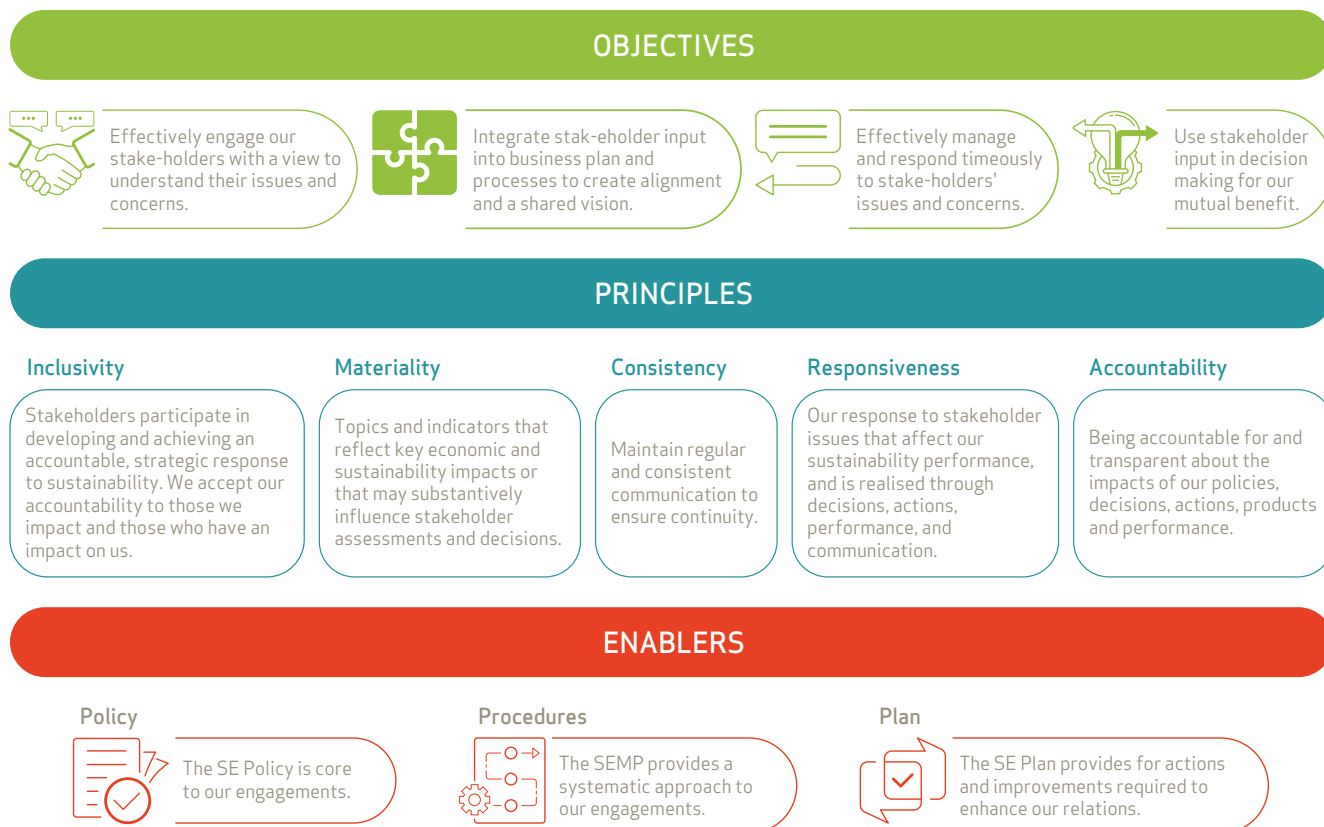 OBJECTIVES
Effectively engage our
stake-holders with a view to
understand their issues and
concerns.
Integrate stak-eholder input
into business plan and
processes to create alignment
and a shared vision.
Effectively manage
and respond timeously
to stake-holders'
issues and concerns.
Use stakeholder
input in decision
making for our
mutual benefit.
PRINCIPLES
Inclusivity
Stakeholders participate in
developing and achieving an
accountable, strategic response
to sustainability. We accept our
accountability to those we
impact and those who have an
impact on us.
Materiality
Topics and indicators that
reflect key economic and
sustainability impacts or
that may substantively
influence stakeholder
assessments and decisions.
Consistency
Maintain regular
and consistent
communication to
ensure continuity.
Responsiveness
Our response to stakeholder
issues that affect our
sustainability performance,
and is realised through
decisions, actions,
performance, and
communication.
Accountability
Being accountable for and
transparent about the
impacts of our policies,
decisions, actions, products
and performance.
ENABLERS
Policy
The SE Policy is core
to our engagements.
Procedures
The SEMP provides a
systematic approach to
our engagements.
Plan
The SE Plan provides for actions
and improvements required to
enhance our relations.